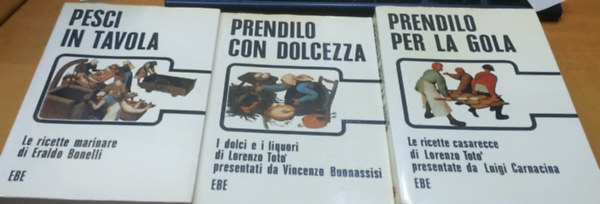 PESCI
IN TAVOLA
Le ricette marinare
di Eraldo Bonelli
EBE
PRENDILO
CON DOLCEZZA
I dolci e i liquori
di Lorenzo Totò
presentati da Vincenzo Buonassisi
EBE
PRENDILO
PER LA GOLA
Le ricette casarecce
di Lorenzo Totò
presentate da Luigi Carnacina
EBE